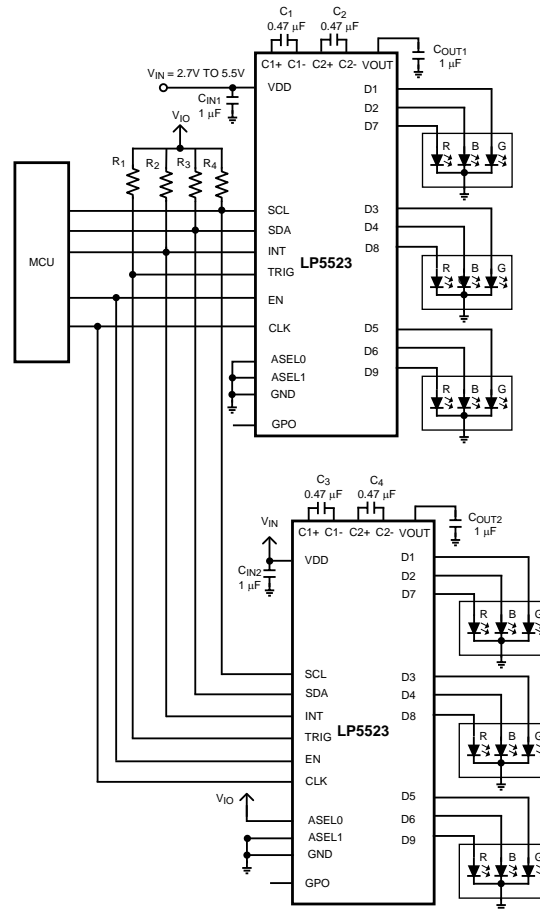 C1 C2
0.47 µF 0.47 µF
C1+ C1- C2+ C2- VOUT
COUT1
1 µF
VIN = 2.7V TO 5.5V
CIN1
1 µF
VDD
VIO
R1 R2 R3 R4
MCU
SCL
SDA
INT
TRIG
EN
CLK
ASEL0
ASEL1
GND
GPO
LP5523
D1
D2
D7
R B G
D3
D4
D8
R B G
D5
D6
D9
R B G
C3 C4
0.47 µF 0.47 µF
C1+ C1- C2+ C2- VOUT
COUT2
1 µF
VIN
CIN2
1 µF
VDD
SCL
SDA
INT
TRIG
EN
CLK
VIO
ASEL0
ASEL1
GND
GPO
LP5523
D1
D2
D7
R B G
D3
D4
D8
R B G
D5
D6
D9
R B G